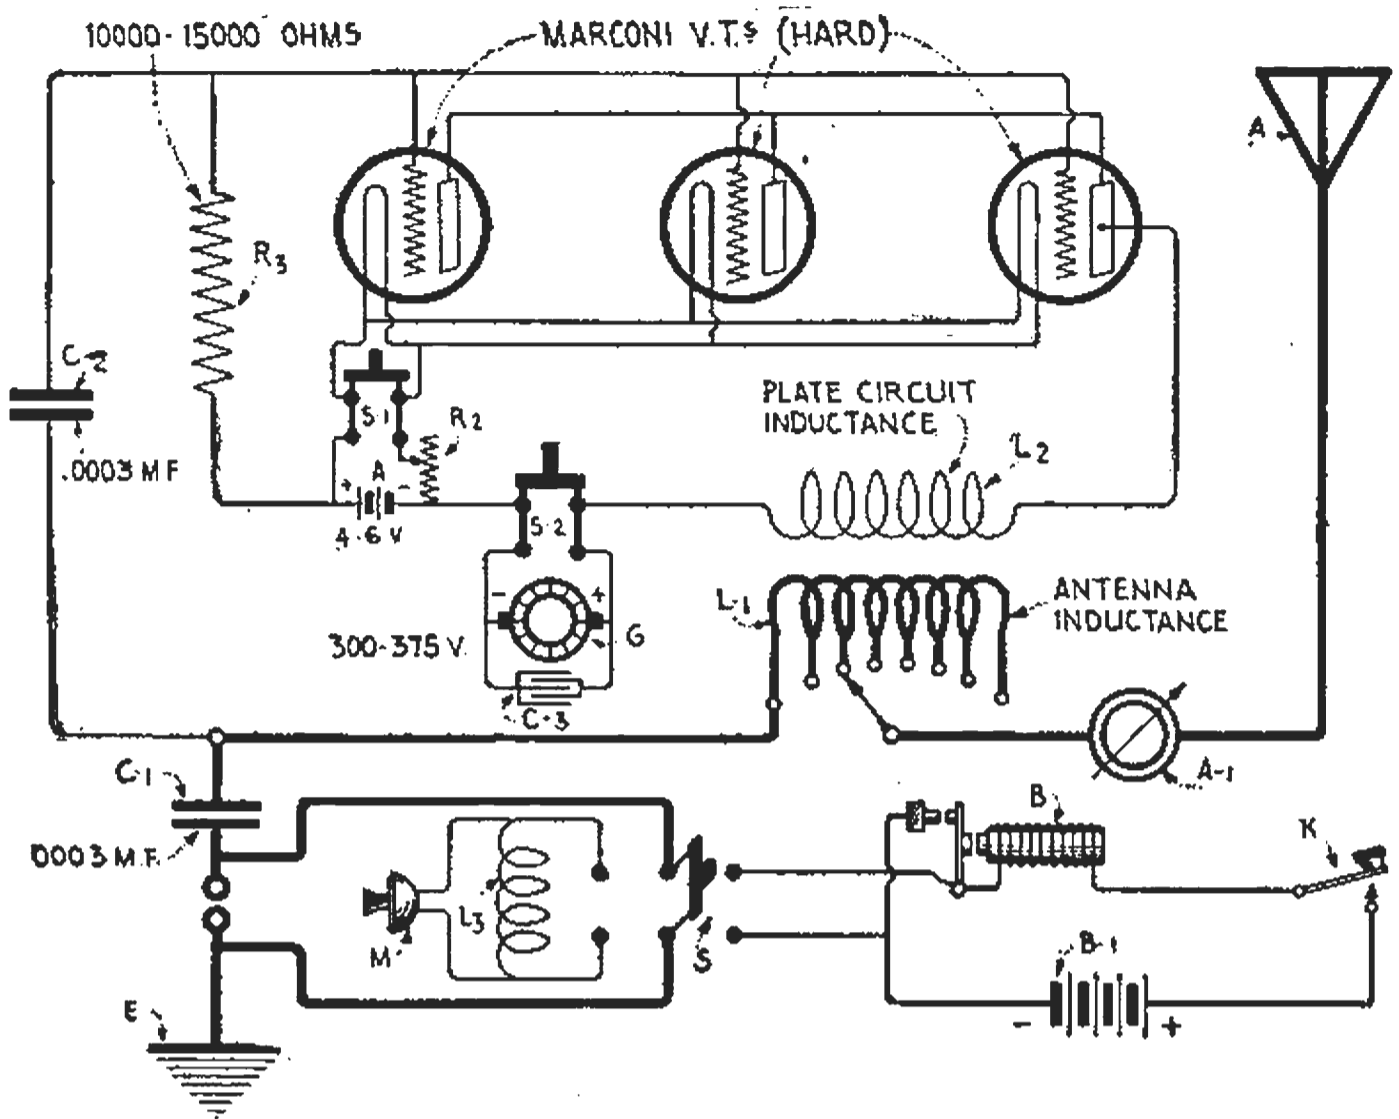 10000-15000 OHMS
MARCONI V.T.S (HARD)
A
R3
C-2
.0003 MF
S-1
R2
+ A -
4-6 V
PLATE CIRCUIT
INDUCTANCE
L2
S-2
- +
G
300-375 V.
C-3
L-1
ANTENNA
INDUCTANCE
A-1
C-1
.0003 M.F.
B
K
M
L3
S
B-1
- +
E